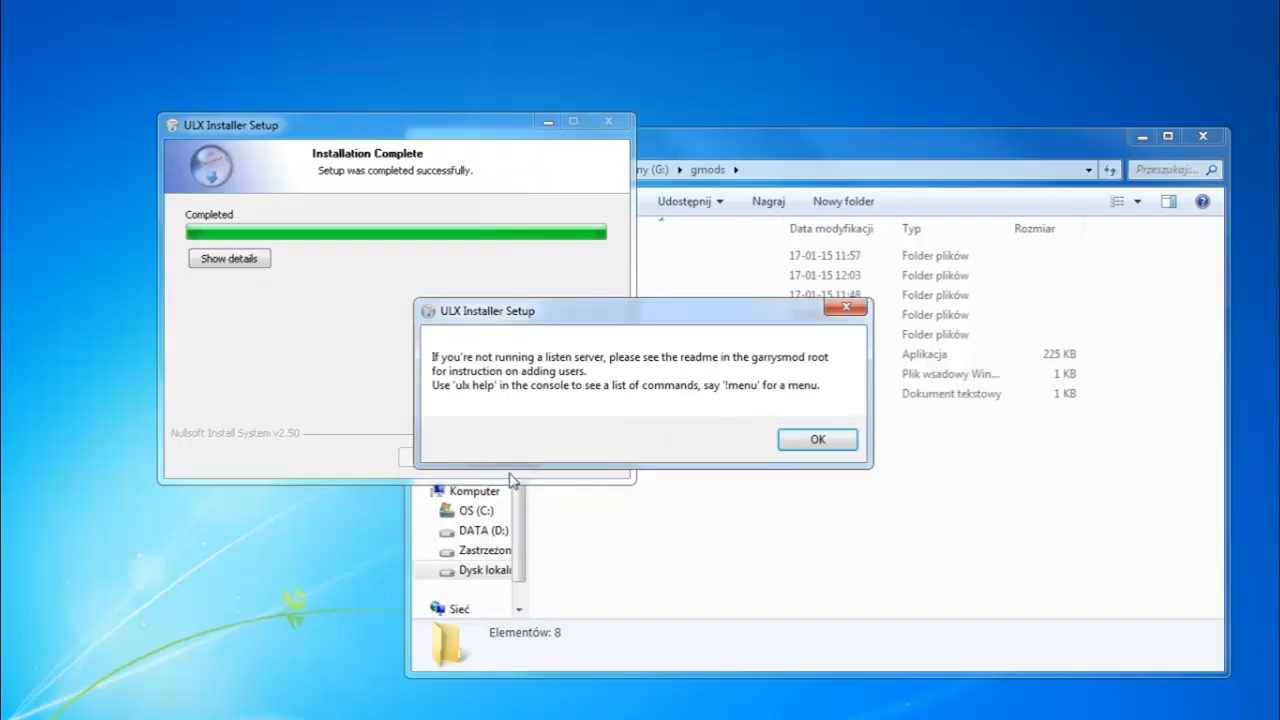 ULX Installer Setup
Installation Complete
Setup was completed successfully.
Completed
Show details
Nullsoft Install System v2.50
ULX Installer Setup
If you're not running a listen server, please see the readme in the garrysmod root
for instruction on adding users.
Use 'ulx help' in the console to see a list of commands, say '!menu' for a menu.
OK
ny (G:) gmods
Przeszukaj:...
Udostępnij Nagraj Nowy folder
Data modyfikacji Typ Rozmiar
17-01-15 11:57 Folder plików
17-01-15 12:03 Folder plików
17-01-15 11:48 Folder plików
Folder plików
Folder plików
Aplikacja 225 KB
Plik wsadowy Win... 1 KB
Dokument tekstowy 1 KB
Komputer
OS (C:)
DATA (D:)
Zastrzeżon
Dysk lokaln
Sieć
Elementów: 8